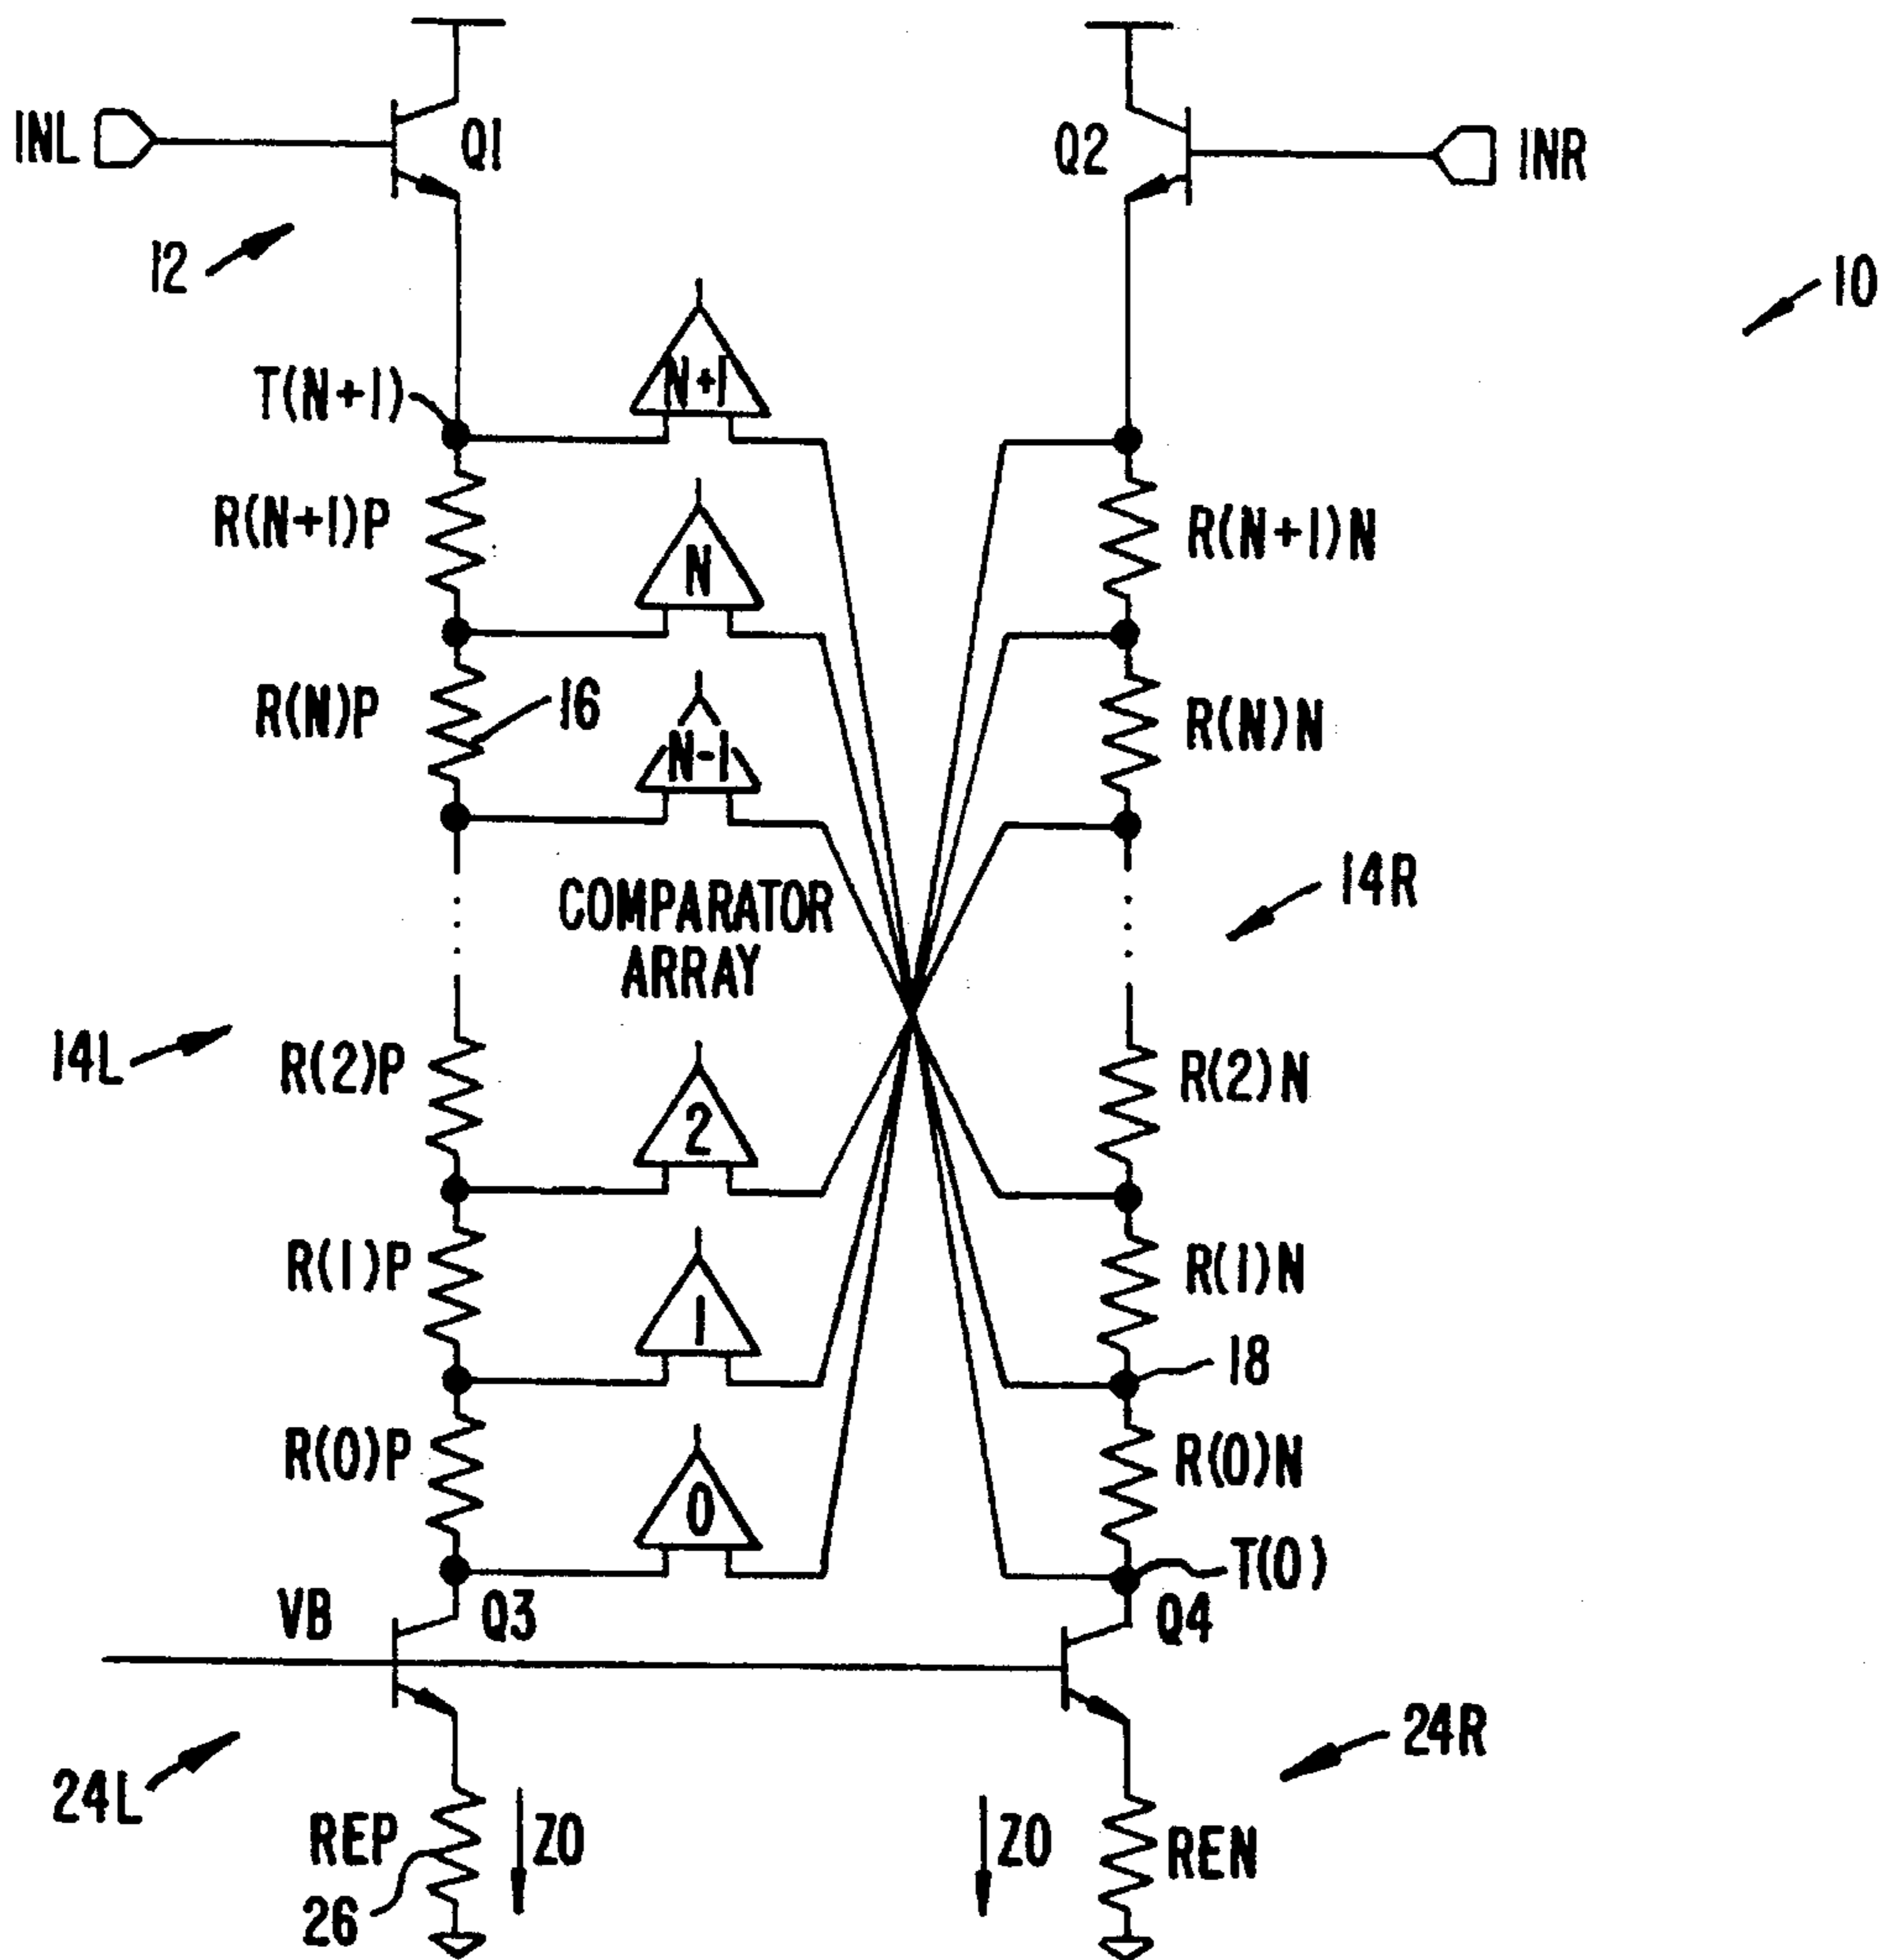 INL
Q1
Q2
INR
12
10
T(N+1)
N+1
R(N+1)P
R(N+1)N
N
R(N)P
16
N-1
R(N)N
COMPARATOR
ARRAY
14R
14L
R(2)P
2
R(2)N
R(1)P
1
R(1)N
18
R(0)P
0
R(0)N
T(0)
VB
Q3
Q4
24L
24R
REP
Z0
Z0
REN
26